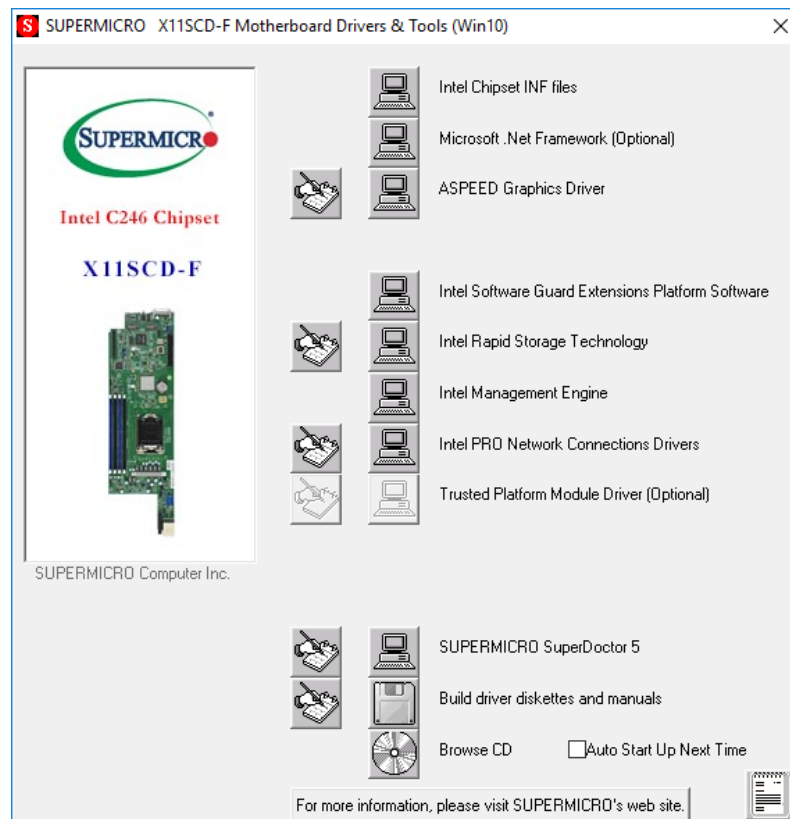 S SUPERMICRO X11SCD-F Motherboard Drivers & Tools (Win10)
SUPERMICR
Intel C246 Chipset
X11SCD-F
SUPERMICRO Computer Inc.
Intel Chipset INF files
Microsoft .Net Framework (Optional)
ASPEED Graphics Driver
Intel Software Guard Extensions Platform Software
Intel Rapid Storage Technology
Intel Management Engine
Intel PRO Network Connections Drivers
Trusted Platform Module Driver (Optional)
SUPERMICRO SuperDoctor 5
Build driver diskettes and manuals
Browse CD Auto Start Up Next Time
For more information, please visit SUPERMICRO's web site.